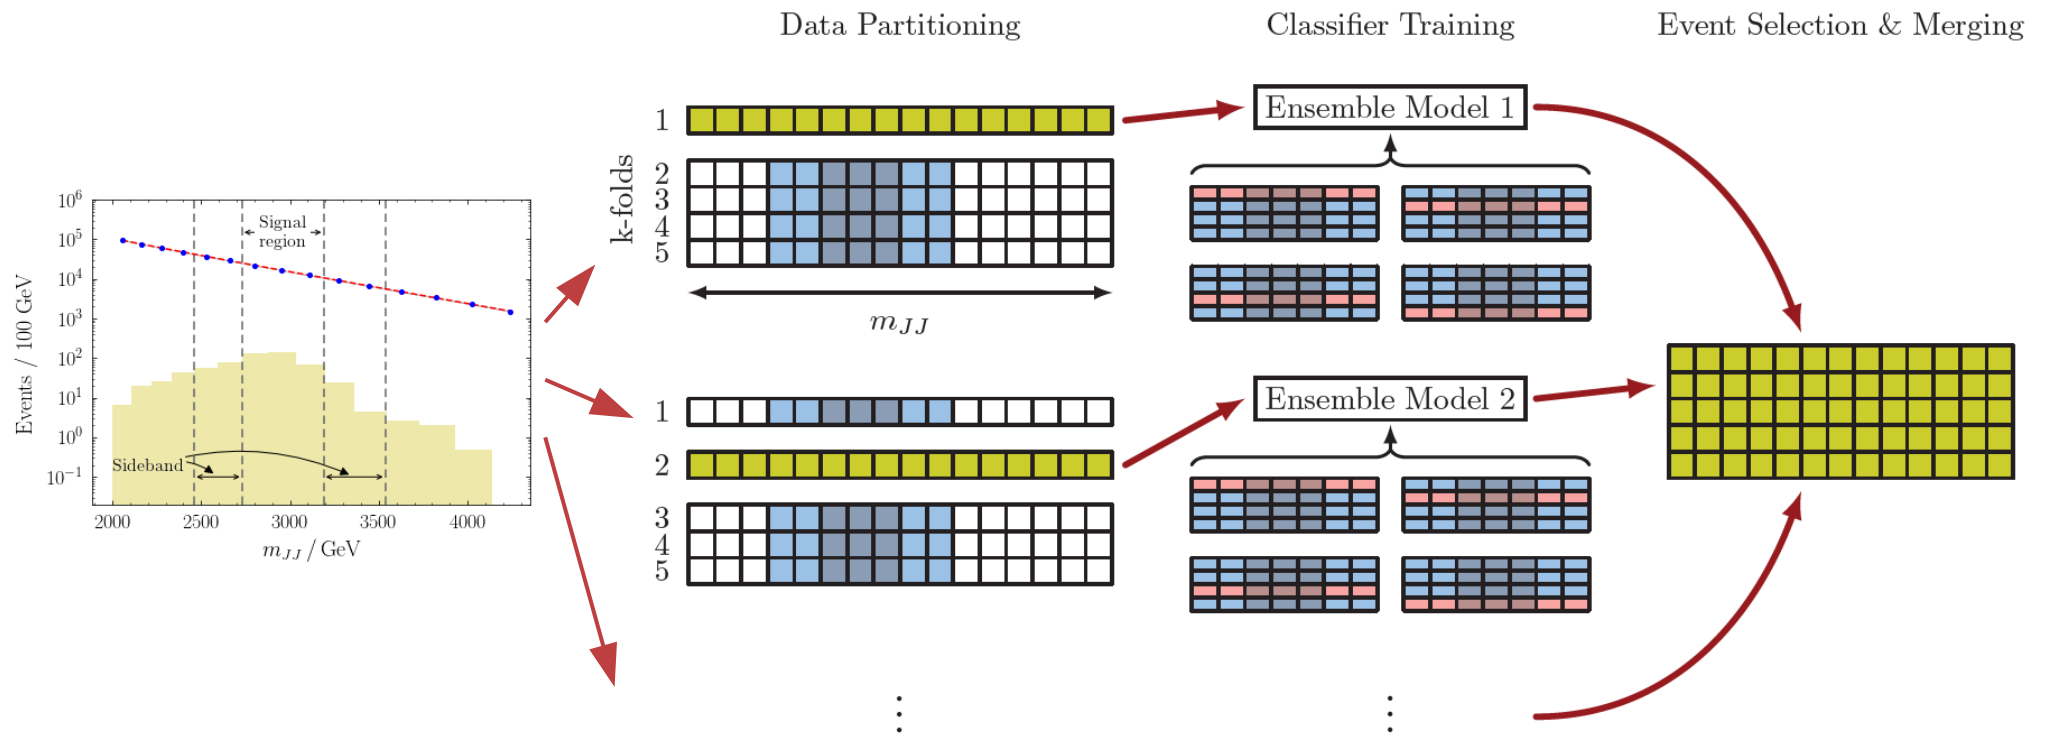 Data Partitioning
Classifier Training
Event Selection & Merging
10^6
10^5
10^4
10^3
10^2
10^1
10^0
10^−1
Events / 100 GeV
Signal
region
Sideband
2000
2500
3000
3500
4000
m_JJ / GeV
k-folds
1
2
3
4
5
m_JJ
1
2
3
4
5
Ensemble Model 1
Ensemble Model 2